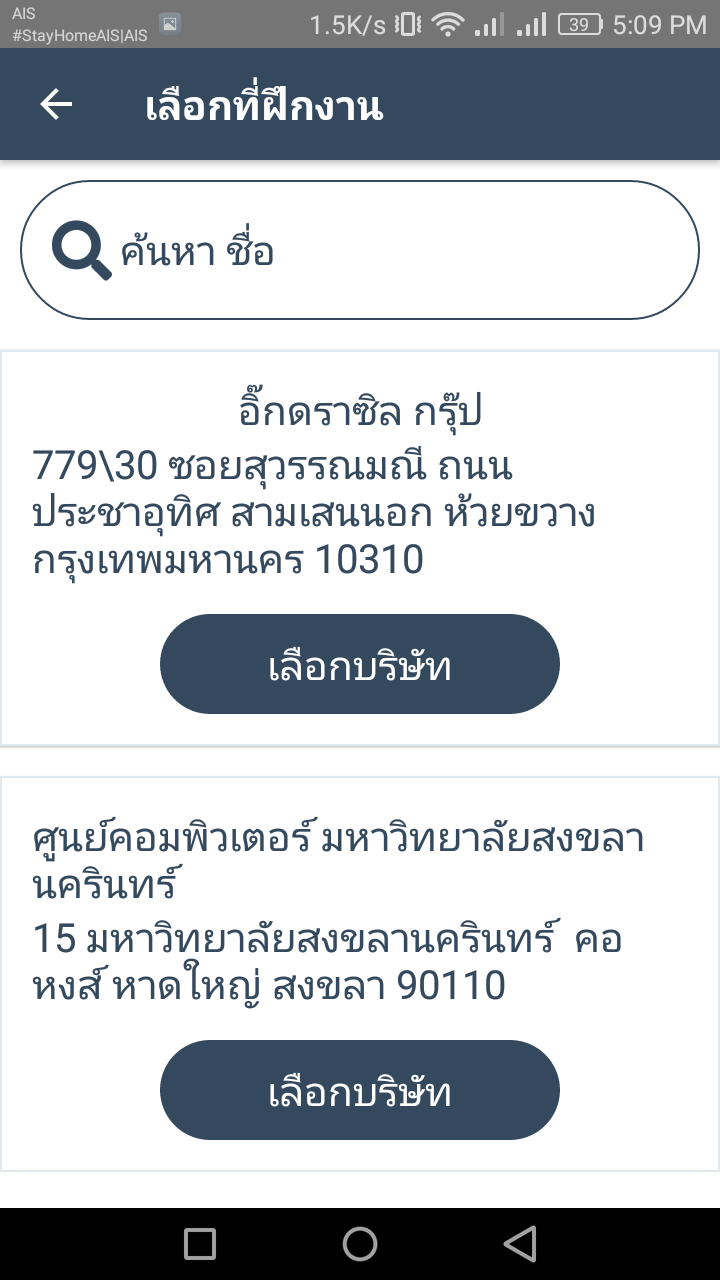 AIS
#StayHomeAIS|AIS
1.5K/s 39 5:09 PM
เลือกที่ฝึกงาน
ค้นหา ชื่อ
อิ๊กดราซิล กรุ๊ป
779\30 ซอยสุวรรณมณี ถนน
ประชาอุทิศ สามเสนนอก ห้วยขวาง
กรุงเทพมหานคร 10310
เลือกบริษัท
ศูนย์คอมพิวเตอร์ มหาวิทยาลัยสงขลา
นครินทร์
15 มหาวิทยาลัยสงขลานครินทร์  คอ
หงส์ หาดใหญ่ สงขลา 90110
เลือกบริษัท